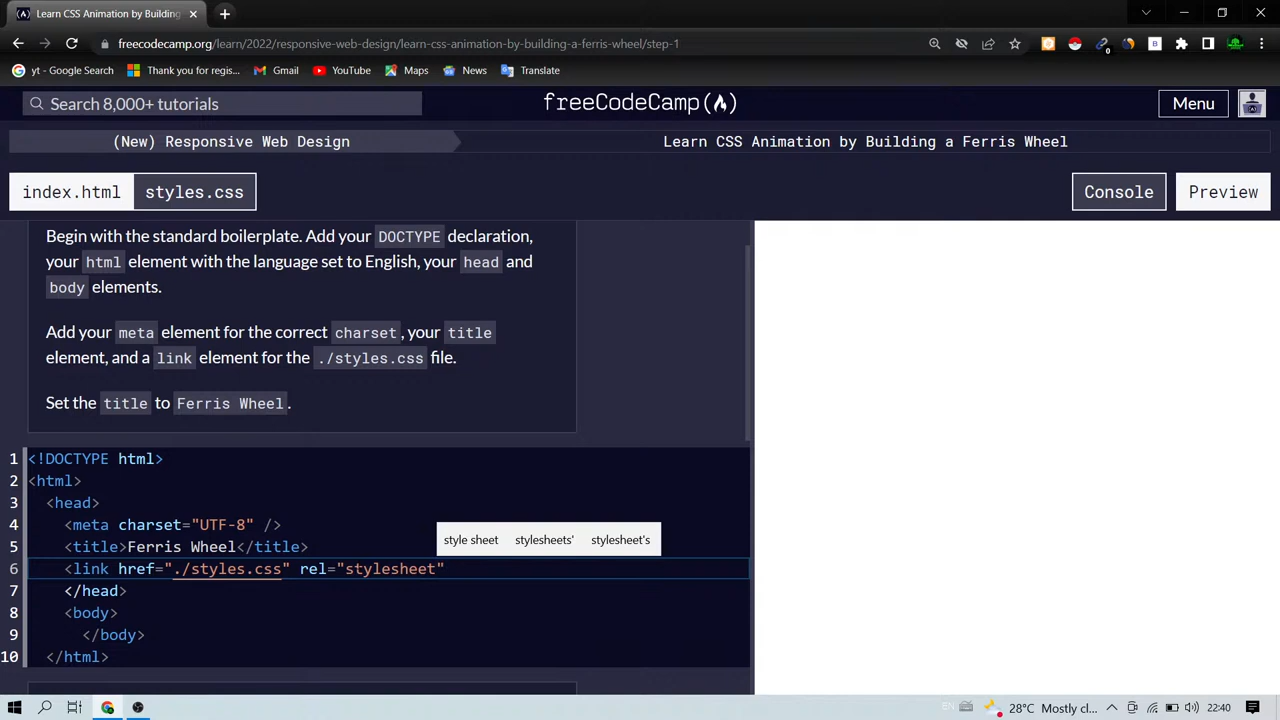 Learn CSS Animation by Building
freecodecamp.org/learn/2022/responsive-web-design/learn-css-animation-by-building-a-ferris-wheel/step-1
0
B
yt - Google Search
Thank you for regis...
Gmail
YouTube
Maps
News
Translate
Search 8,000+ tutorials
freeCodeCamp
Menu
(New) Responsive Web Design
Learn CSS Animation by Building a Ferris Wheel
index.html
styles.css
Console
Preview
Begin with the standard boilerplate. Add your DOCTYPE declaration,
your html element with the language set to English, your head and
body elements.
Add your meta element for the correct charset, your title
element, and a link element for the ./styles.css file.
Set the title to Ferris Wheel.
1 <!DOCTYPE html>
2 <html>
3 <head>
4 <meta charset="UTF-8" />
5 <title>Ferris Wheel</title>
style sheet stylesheets' stylesheet's
6 <link href="./styles.css" rel="stylesheet"
7 </head>
8 <body>
9 </body>
10 </html>
EN
28°C Mostly cl...
22:40